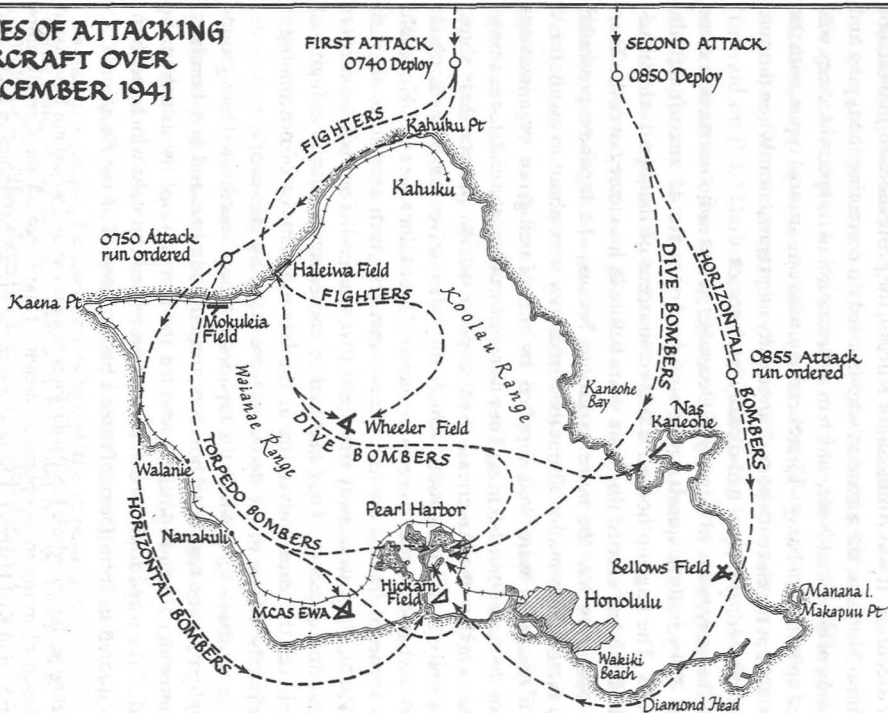 ES OF ATTACKING
RCRAFT OVER
CEMBER 1941
FIRST ATTACK
0740 Deploy
SECOND ATTACK
0850 Deploy
FIGHTERS
Kahuku Pt
Kahuku
0750 Attack
run ordered
Haleiwa Field
FIGHTERS
Kaena Pt
Mokuleia
Field
Koolau Range
DIVE BOMBERS
HORIZONTAL
BOMBERS
0855 Attack
run ordered
Kaneohe
Bay
Nas
Kaneohe
Waianae Range
Wheeler Field
DIVE
BOMBERS
Walanie
TORPEDO BOMBERS
Pearl Harbor
Nanakuli
HORIZONTAL BOMBERS
Hickam
Field
MCAS EWA
Bellows Field
Honolulu
Manana I.
Makapuu Pt
Wakiki
Beach
Diamond Head